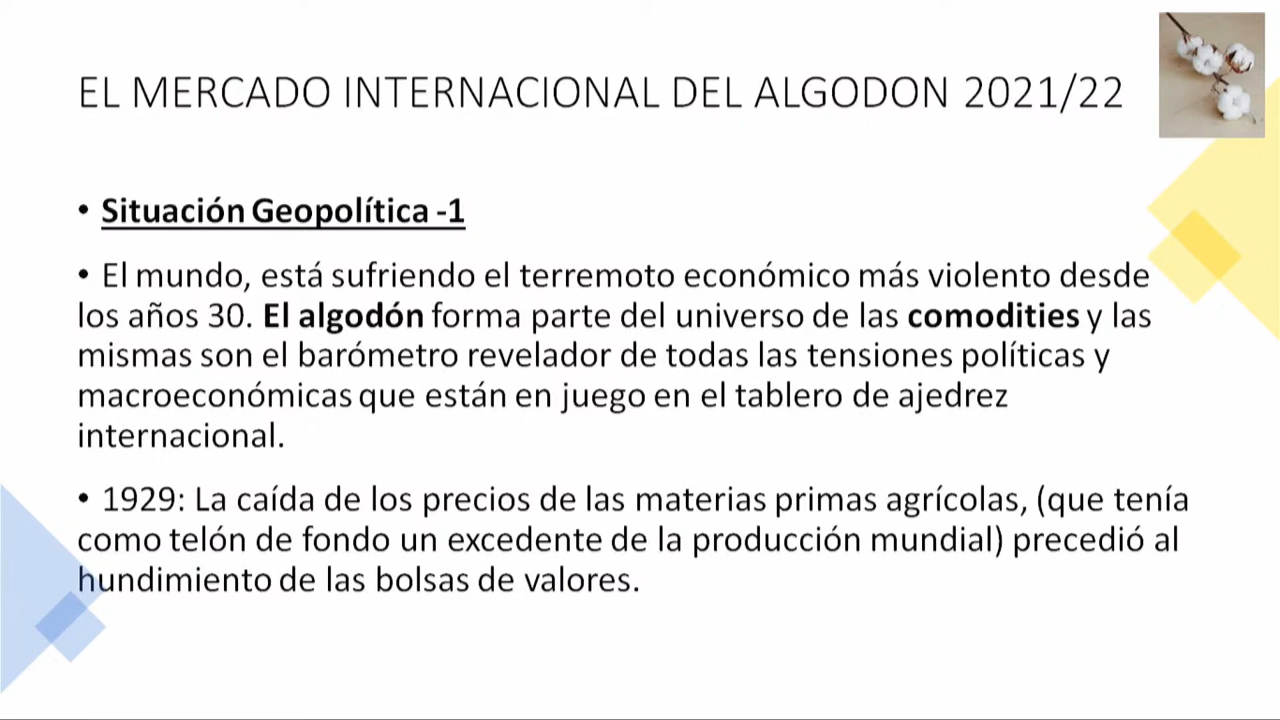 EL MERCADO INTERNACIONAL DEL ALGODON 2021/22
• Situación Geopolítica -1
• El mundo, está sufriendo el terremoto económico más violento desde
los años 30. El algodón forma parte del universo de las comodities y las
mismas son el barómetro revelador de todas las tensiones políticas y
macroeconómicas que están en juego en el tablero de ajedrez
internacional.
• 1929: La caída de los precios de las materias primas agrícolas, (que tenía
como telón de fondo un excedente de la producción mundial) precedió al
hundimiento de las bolsas de valores.